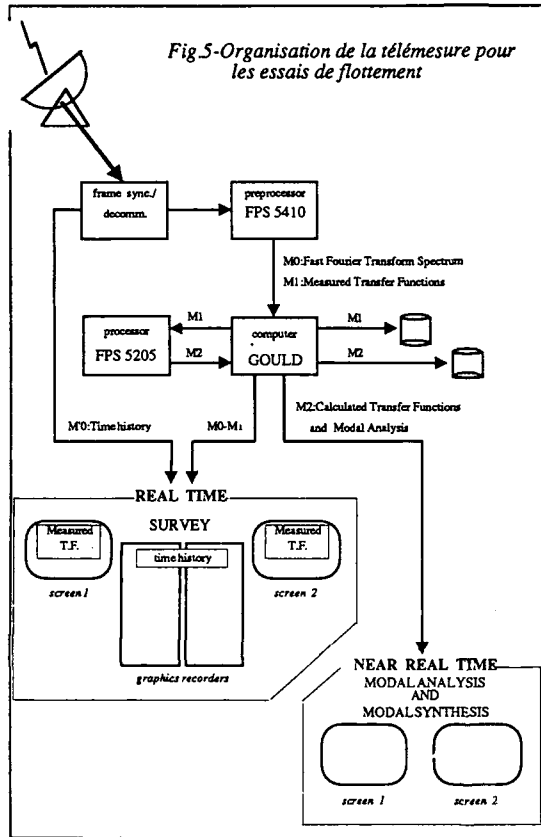 Fig.5-Organisation de la télémesure pour
les essais de flottement
frame sync./
decomm.
preprocessor
FPS 5410
M0:Fast Fourier Transform Spectrum
M1:Measured Transfer Functions
processor
FPS 5205
M1
M2
computer
GOULD
M1
M2
M'0:Time history
M0-M1
M2:Calculated Transfer Functions
and Modal Analysis
REAL TIME
SURVEY
Measured
T.F.
screen 1
time history
graphics recorders
Measured
T.F.
screen 2
NEAR REAL TIME
MODAL ANALYSIS
AND
MODAL SYNTHESIS
screen 1
screen 2